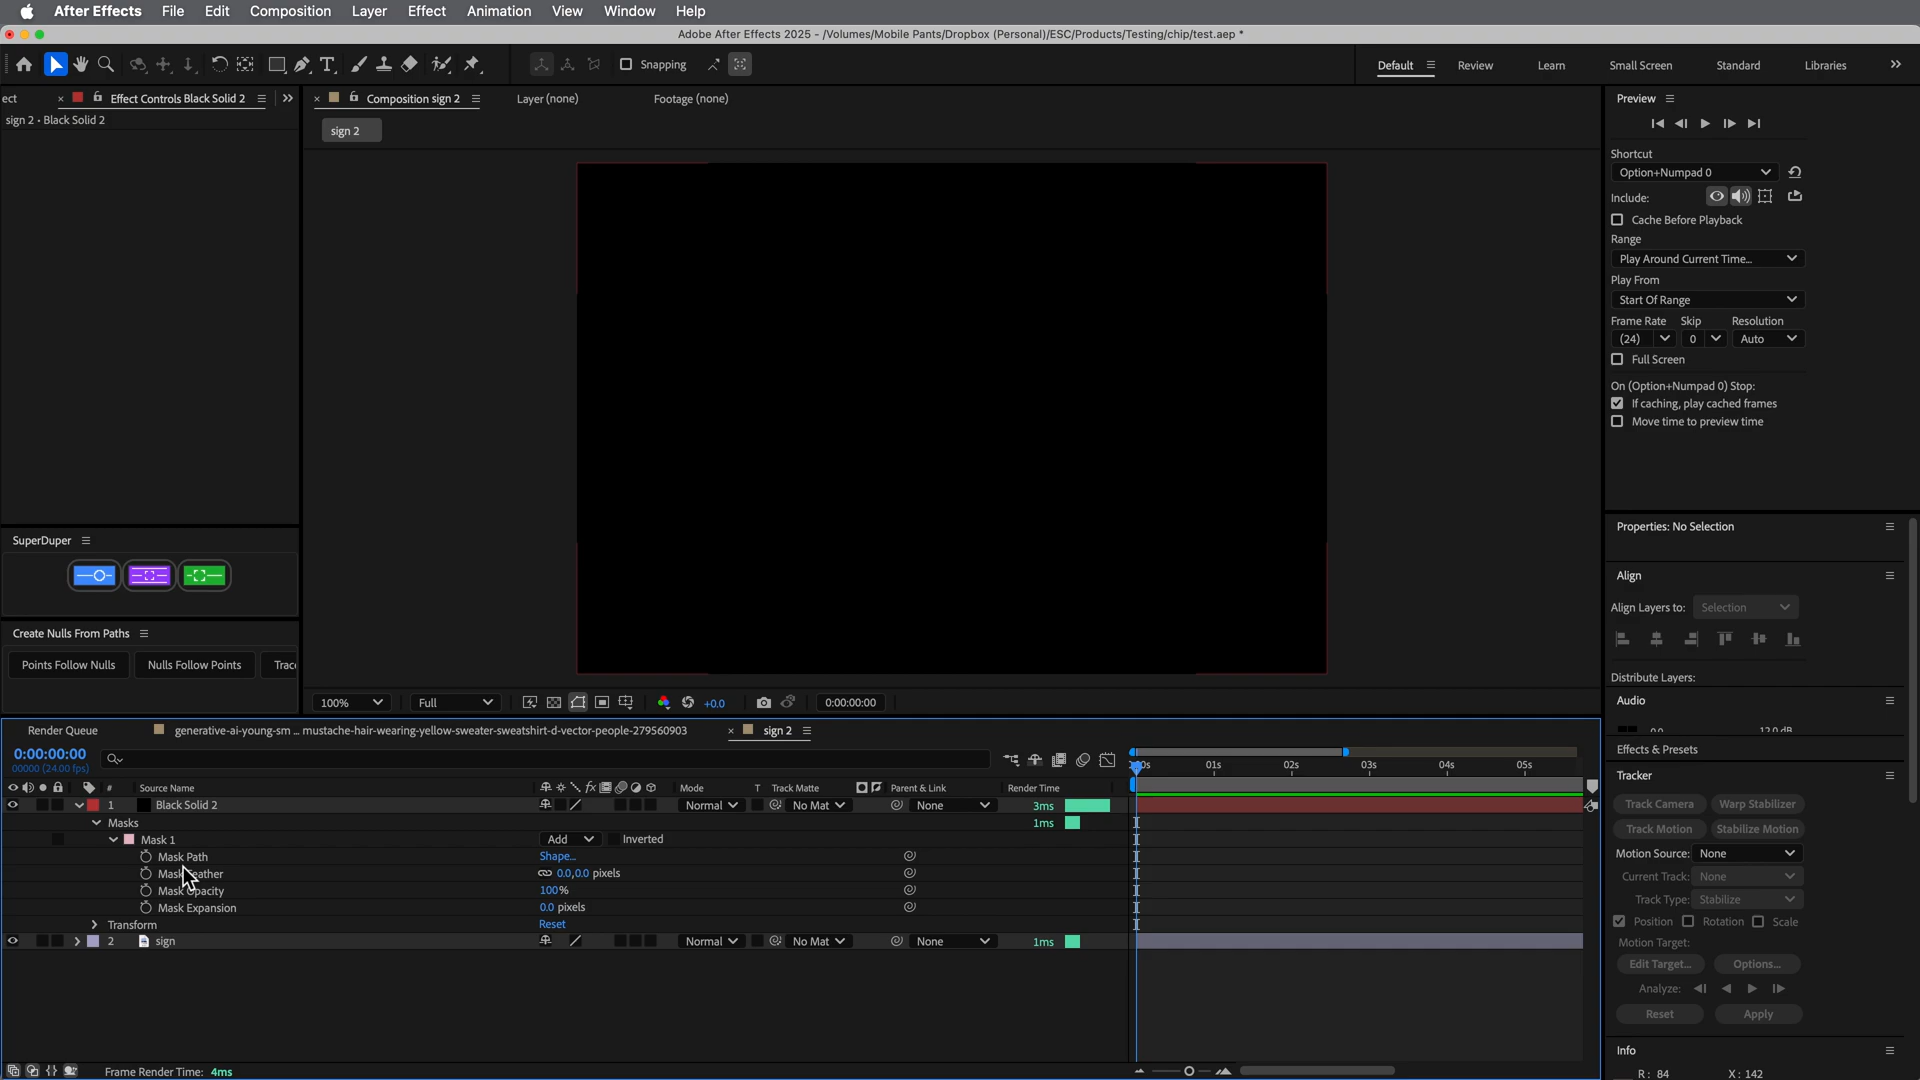 After Effects File Edit Composition Layer Effect Animation View Window Help
Adobe After Effects 2025 - /Volumes/Mobile Pants/Dropbox (Personal)/ESC/Products/Testing/chip/test.aep *
Snapping
Default Review Learn Small Screen Standard Libraries
ect Effect Controls Black Solid 2
Composition sign 2 Layer (none) Footage (none)
Preview
sign 2 • Black Solid 2
sign 2
Shortcut
Option+Numpad 0
Include:
Cache Before Playback
Range
Play Around Current Time...
Play From
Start Of Range
Frame Rate Skip Resolution
(24) 0 Auto
Full Screen
On (Option+Numpad 0) Stop:
If caching, play cached frames
Move time to preview time
Properties: No Selection
SuperDuper
Align
Align Layers to: Selection
Create Nulls From Paths
Points Follow Nulls Nulls Follow Points Trac
Distribute Layers:
100% Full +0.0 0:00:00:00
Audio
0.0 12.0 dB
Render Queue generative-ai-young-sm ... mustache-hair-wearing-yellow-sweater-sweatshirt-d-vector-people-279560903 sign 2
Effects & Presets
0:00:00:00
00000 (24.00 fps)
01s 02s 03s 04s 05s
Tracker
# Source Name fx Mode T Track Matte Parent & Link Render Time
1 Black Solid 2 Normal No Mat None 3ms
Masks 1ms
Mask 1 Add Inverted
Mask Path Shape...
Mask Feather 0.0,0.0 pixels
Mask Opacity 100%
Mask Expansion 0.0 pixels
Transform Reset
2 sign Normal No Mat None 1ms
Track Camera Warp Stabilizer
Track Motion Stabilize Motion
Motion Source: None
Current Track: None
Track Type: Stabilize
Position Rotation Scale
Motion Target:
Edit Target... Options...
Analyze:
Reset Apply
Info
R: 84 X: 142
Frame Render Time: 4ms